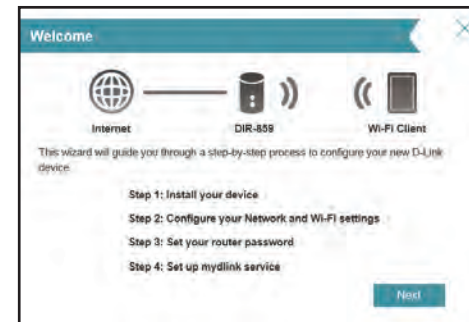 Welcome
Internet
DIR-859
Wi-Fi Client
This wizard will guide you through a step-by-step process to configure your new D-Link
device.
Step 1: Install your device
Step 2: Configure your Network and Wi-Fi settings
Step 3: Set your router password
Step 4: Set up mydlink service
Next